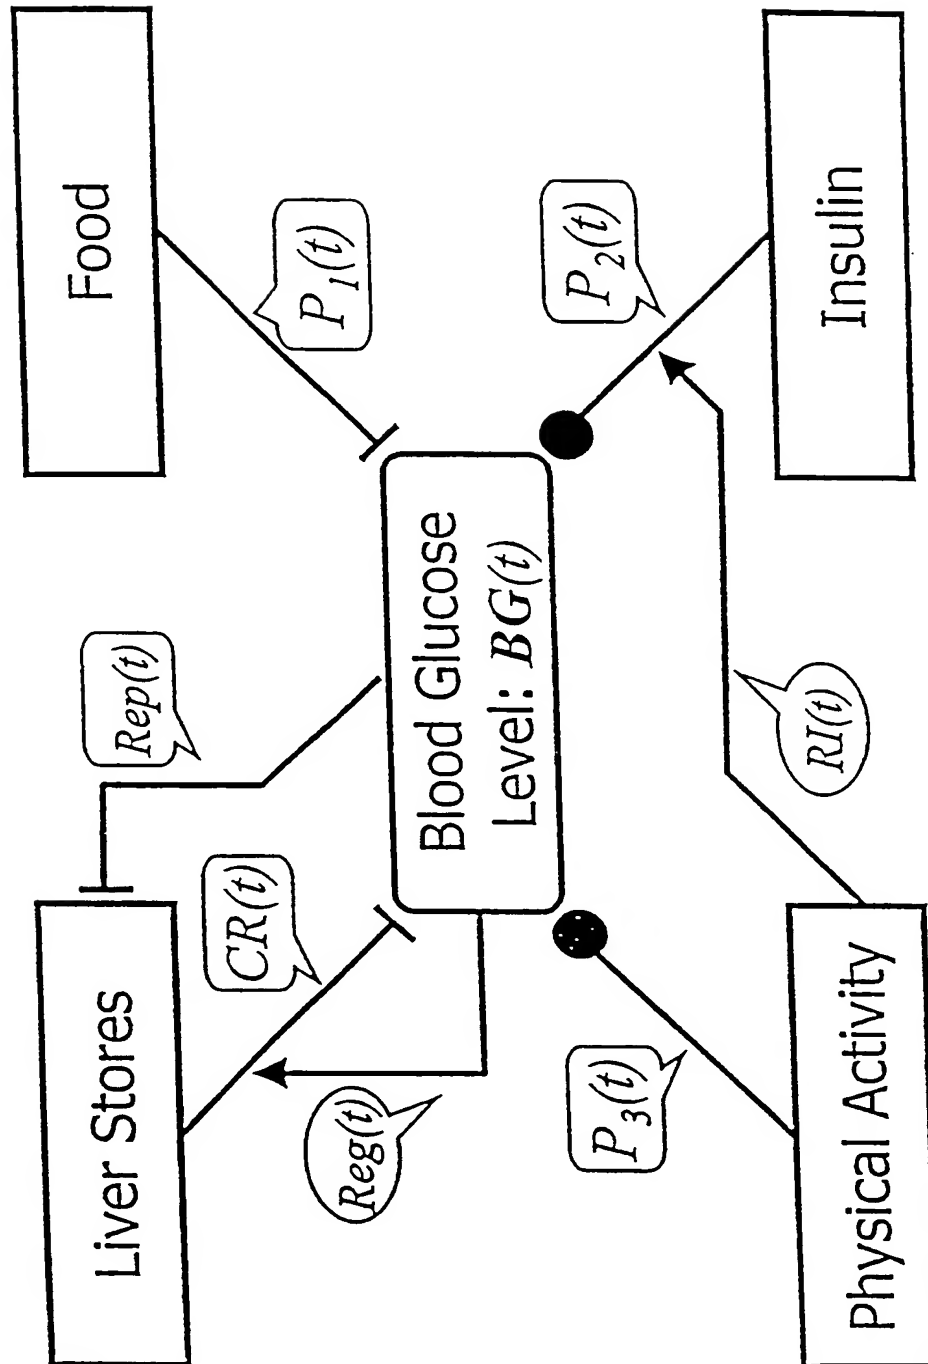 Liver Stores
Food
Rep(t)
CR(t)
P₁(t)
Reg(t)
Blood Glucose
Level: BG(t)
P₃(t)
P₂(t)
RI(t)
Physical Activity
Insulin